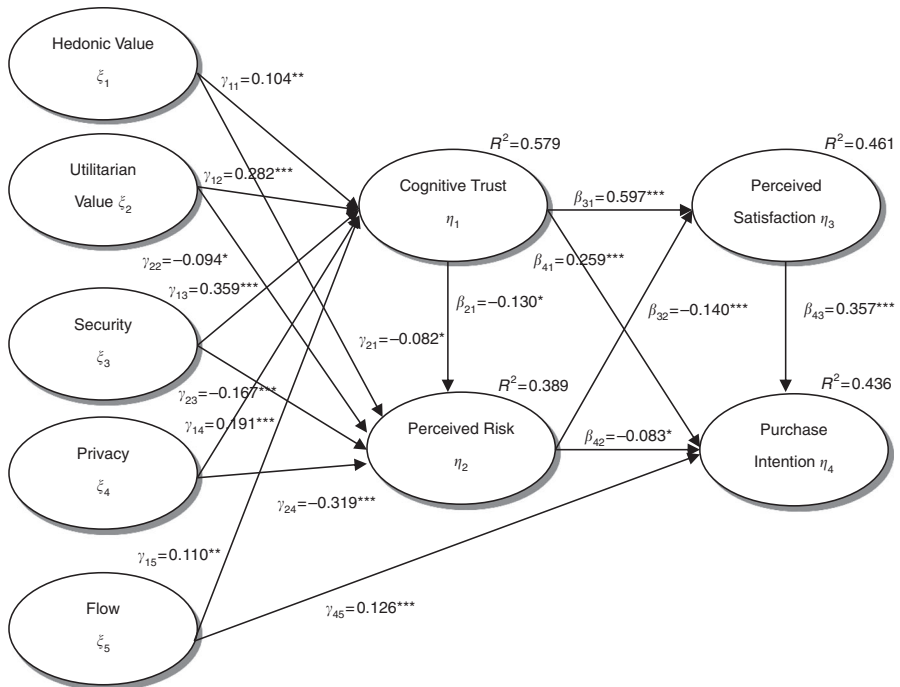 Hedonic Value
ξ₁
γ₁₁=0.104**
Utilitarian
Value ξ₂
γ₁₂=0.282***
R²=0.579
Cognitive Trust
η₁
R²=0.461
Perceived
Satisfaction η₃
β₃₁=0.597***
γ₂₂=−0.094*
β₄₁=0.259***
γ₁₃=0.359***
Security
ξ₃
β₂₁=−0.130*
β₃₂=−0.140***
β₄₃=0.357***
γ₂₁=−0.082*
R²=0.389
R²=0.436
γ₂₃=−0.167***
γ₁₄=0.191***
Privacy
ξ₄
Perceived Risk
η₂
β₄₂=−0.083*
Purchase
Intention η₄
γ₂₄=−0.319***
γ₁₅=0.110**
Flow
ξ₅
γ₄₅=0.126***